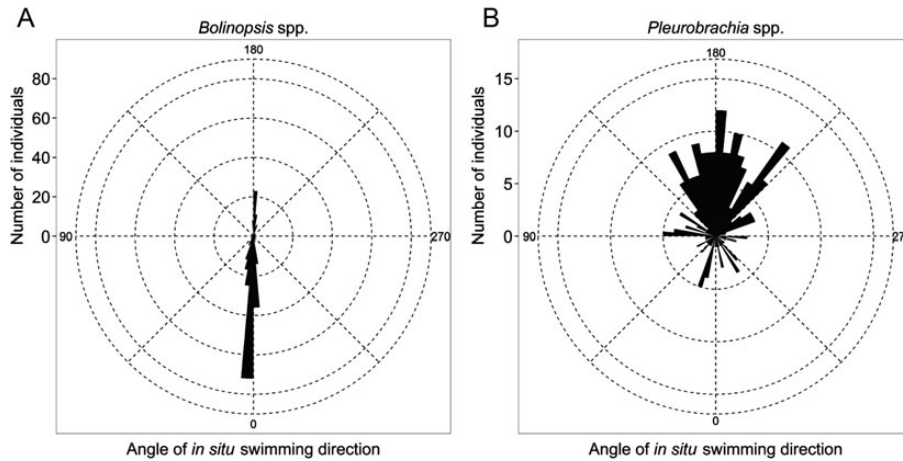 A
Bolinopsis spp.
180
Number of individuals
80
60
40
20
0
90
270
0
Angle of in situ swimming direction
B
Pleurobrachia spp.
180
Number of individuals
15
10
5
0
90
27
0
Angle of in situ swimming direction